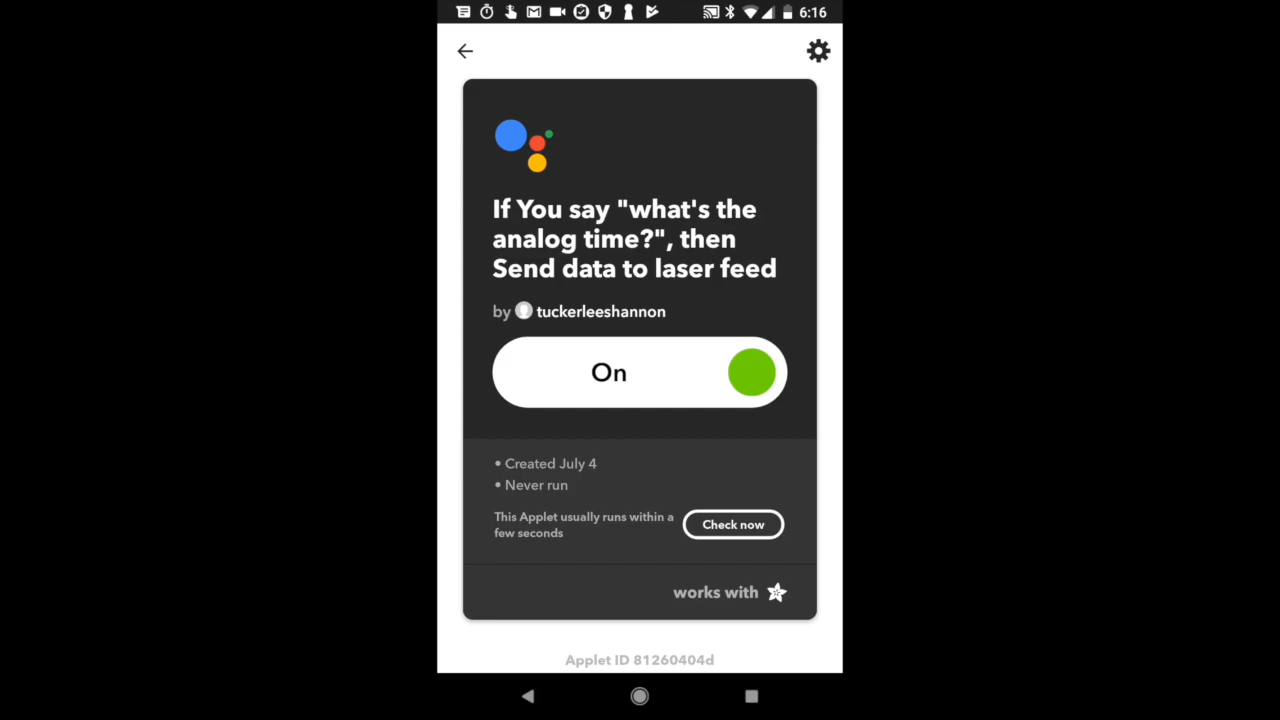 6:16
If You say "what's the
analog time?", then
Send data to laser feed
by tuckerleeshannon
On
• Created July 4
• Never run
This Applet usually runs within a
few seconds
Check now
works with
Applet ID 81260404d